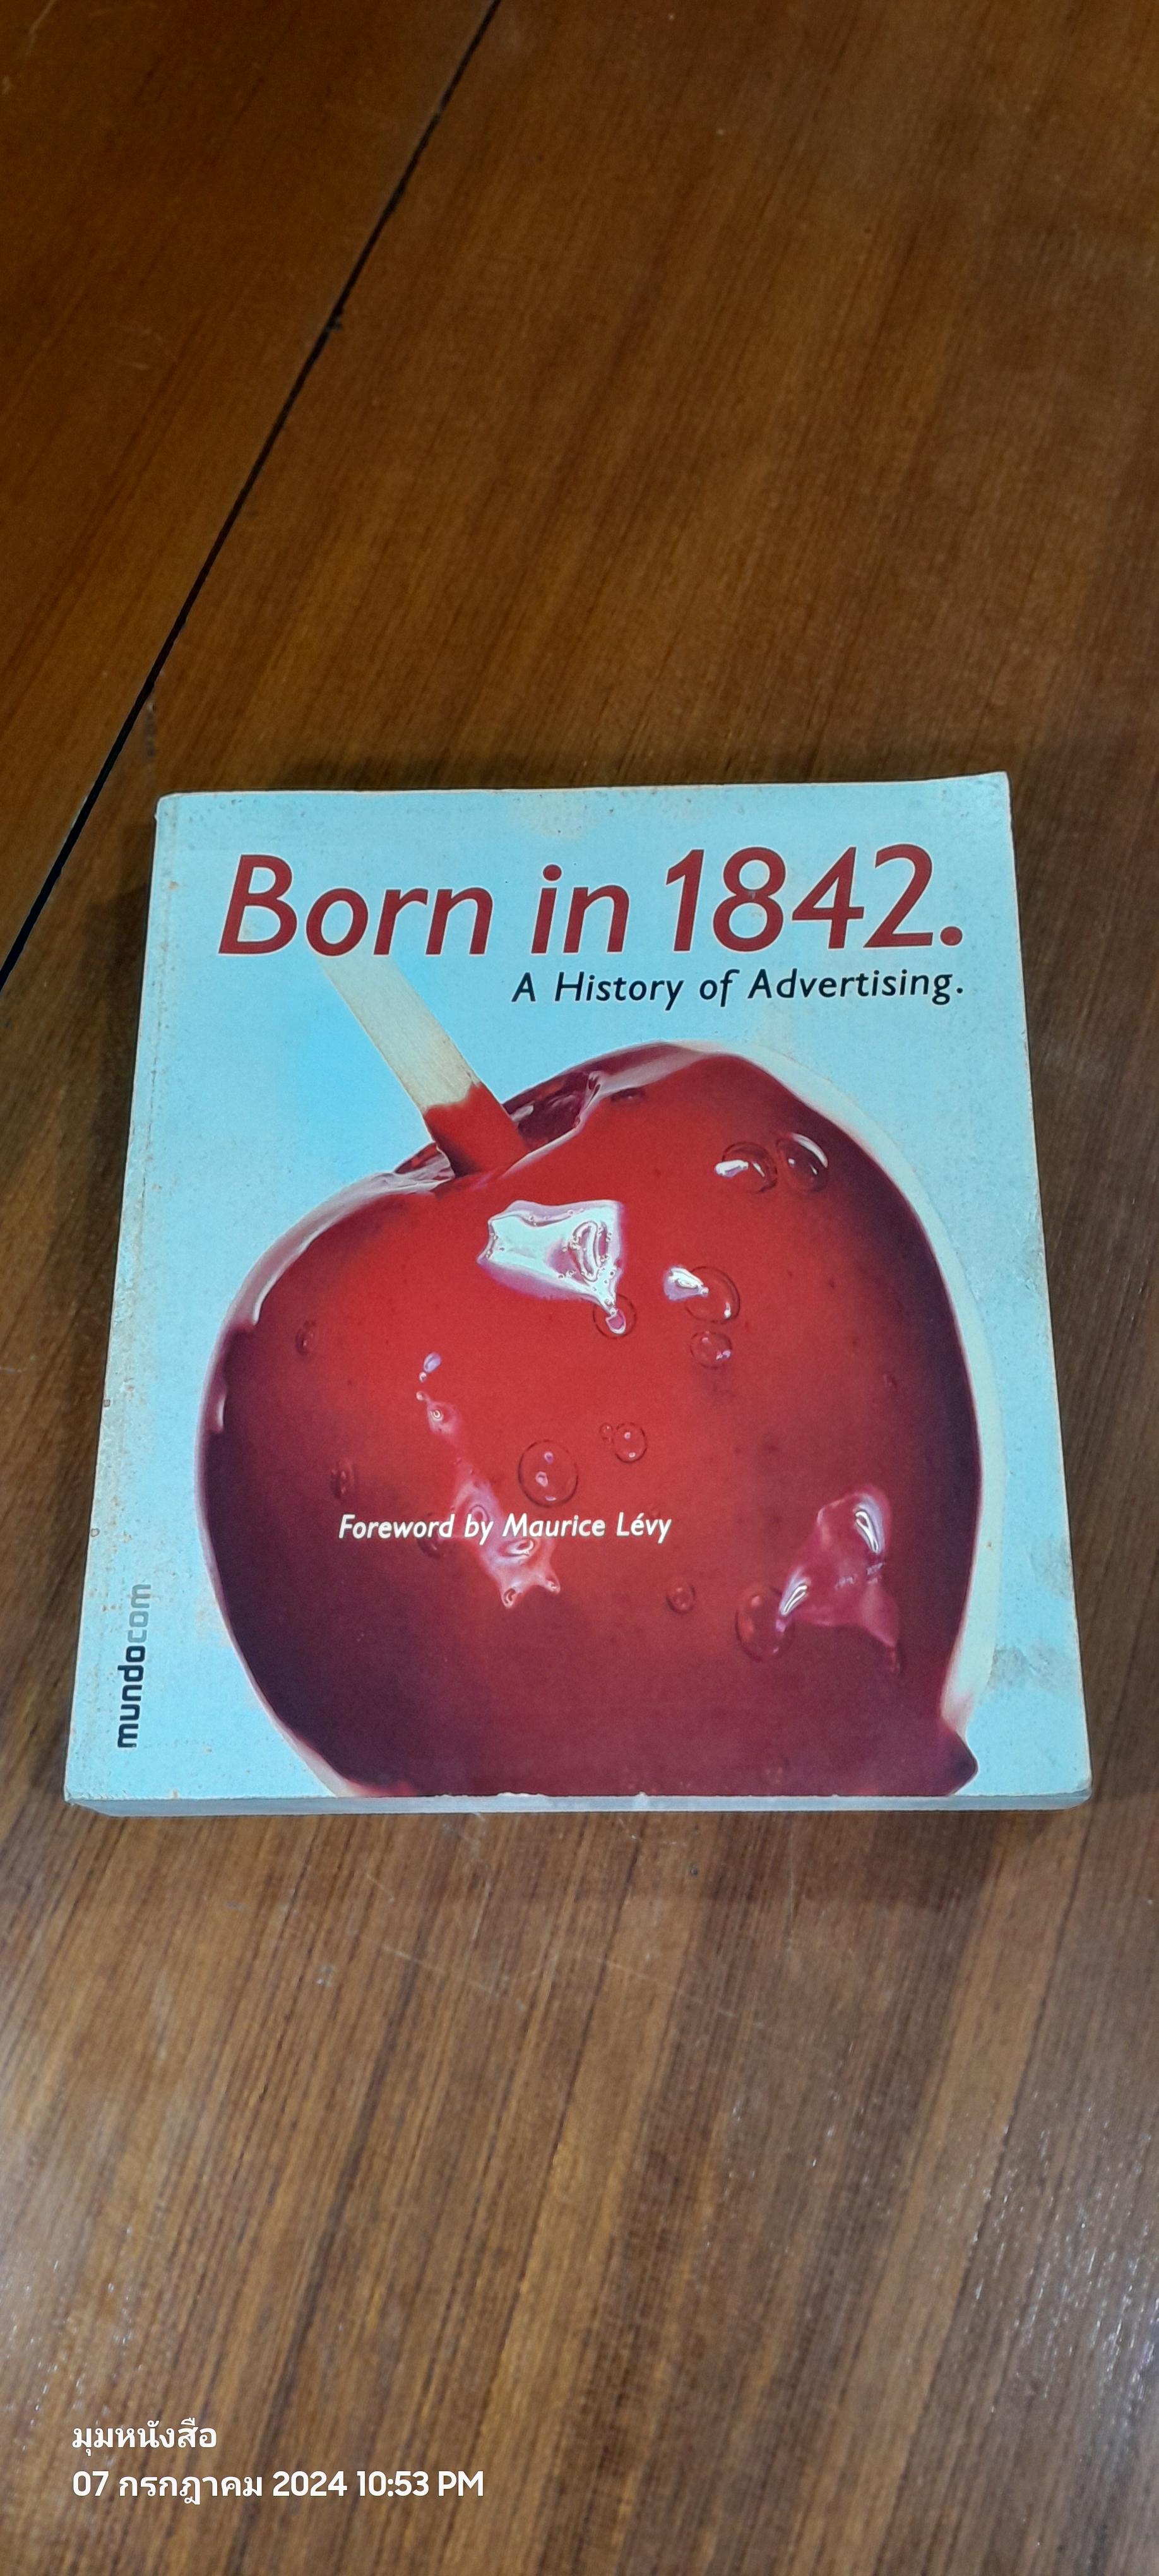 Born in 1842.
A History of Advertising.
Foreword by Maurice Lévy
mundocom
มุมหนังสือ
07 กรกฎาคม 2024 10:53 PM